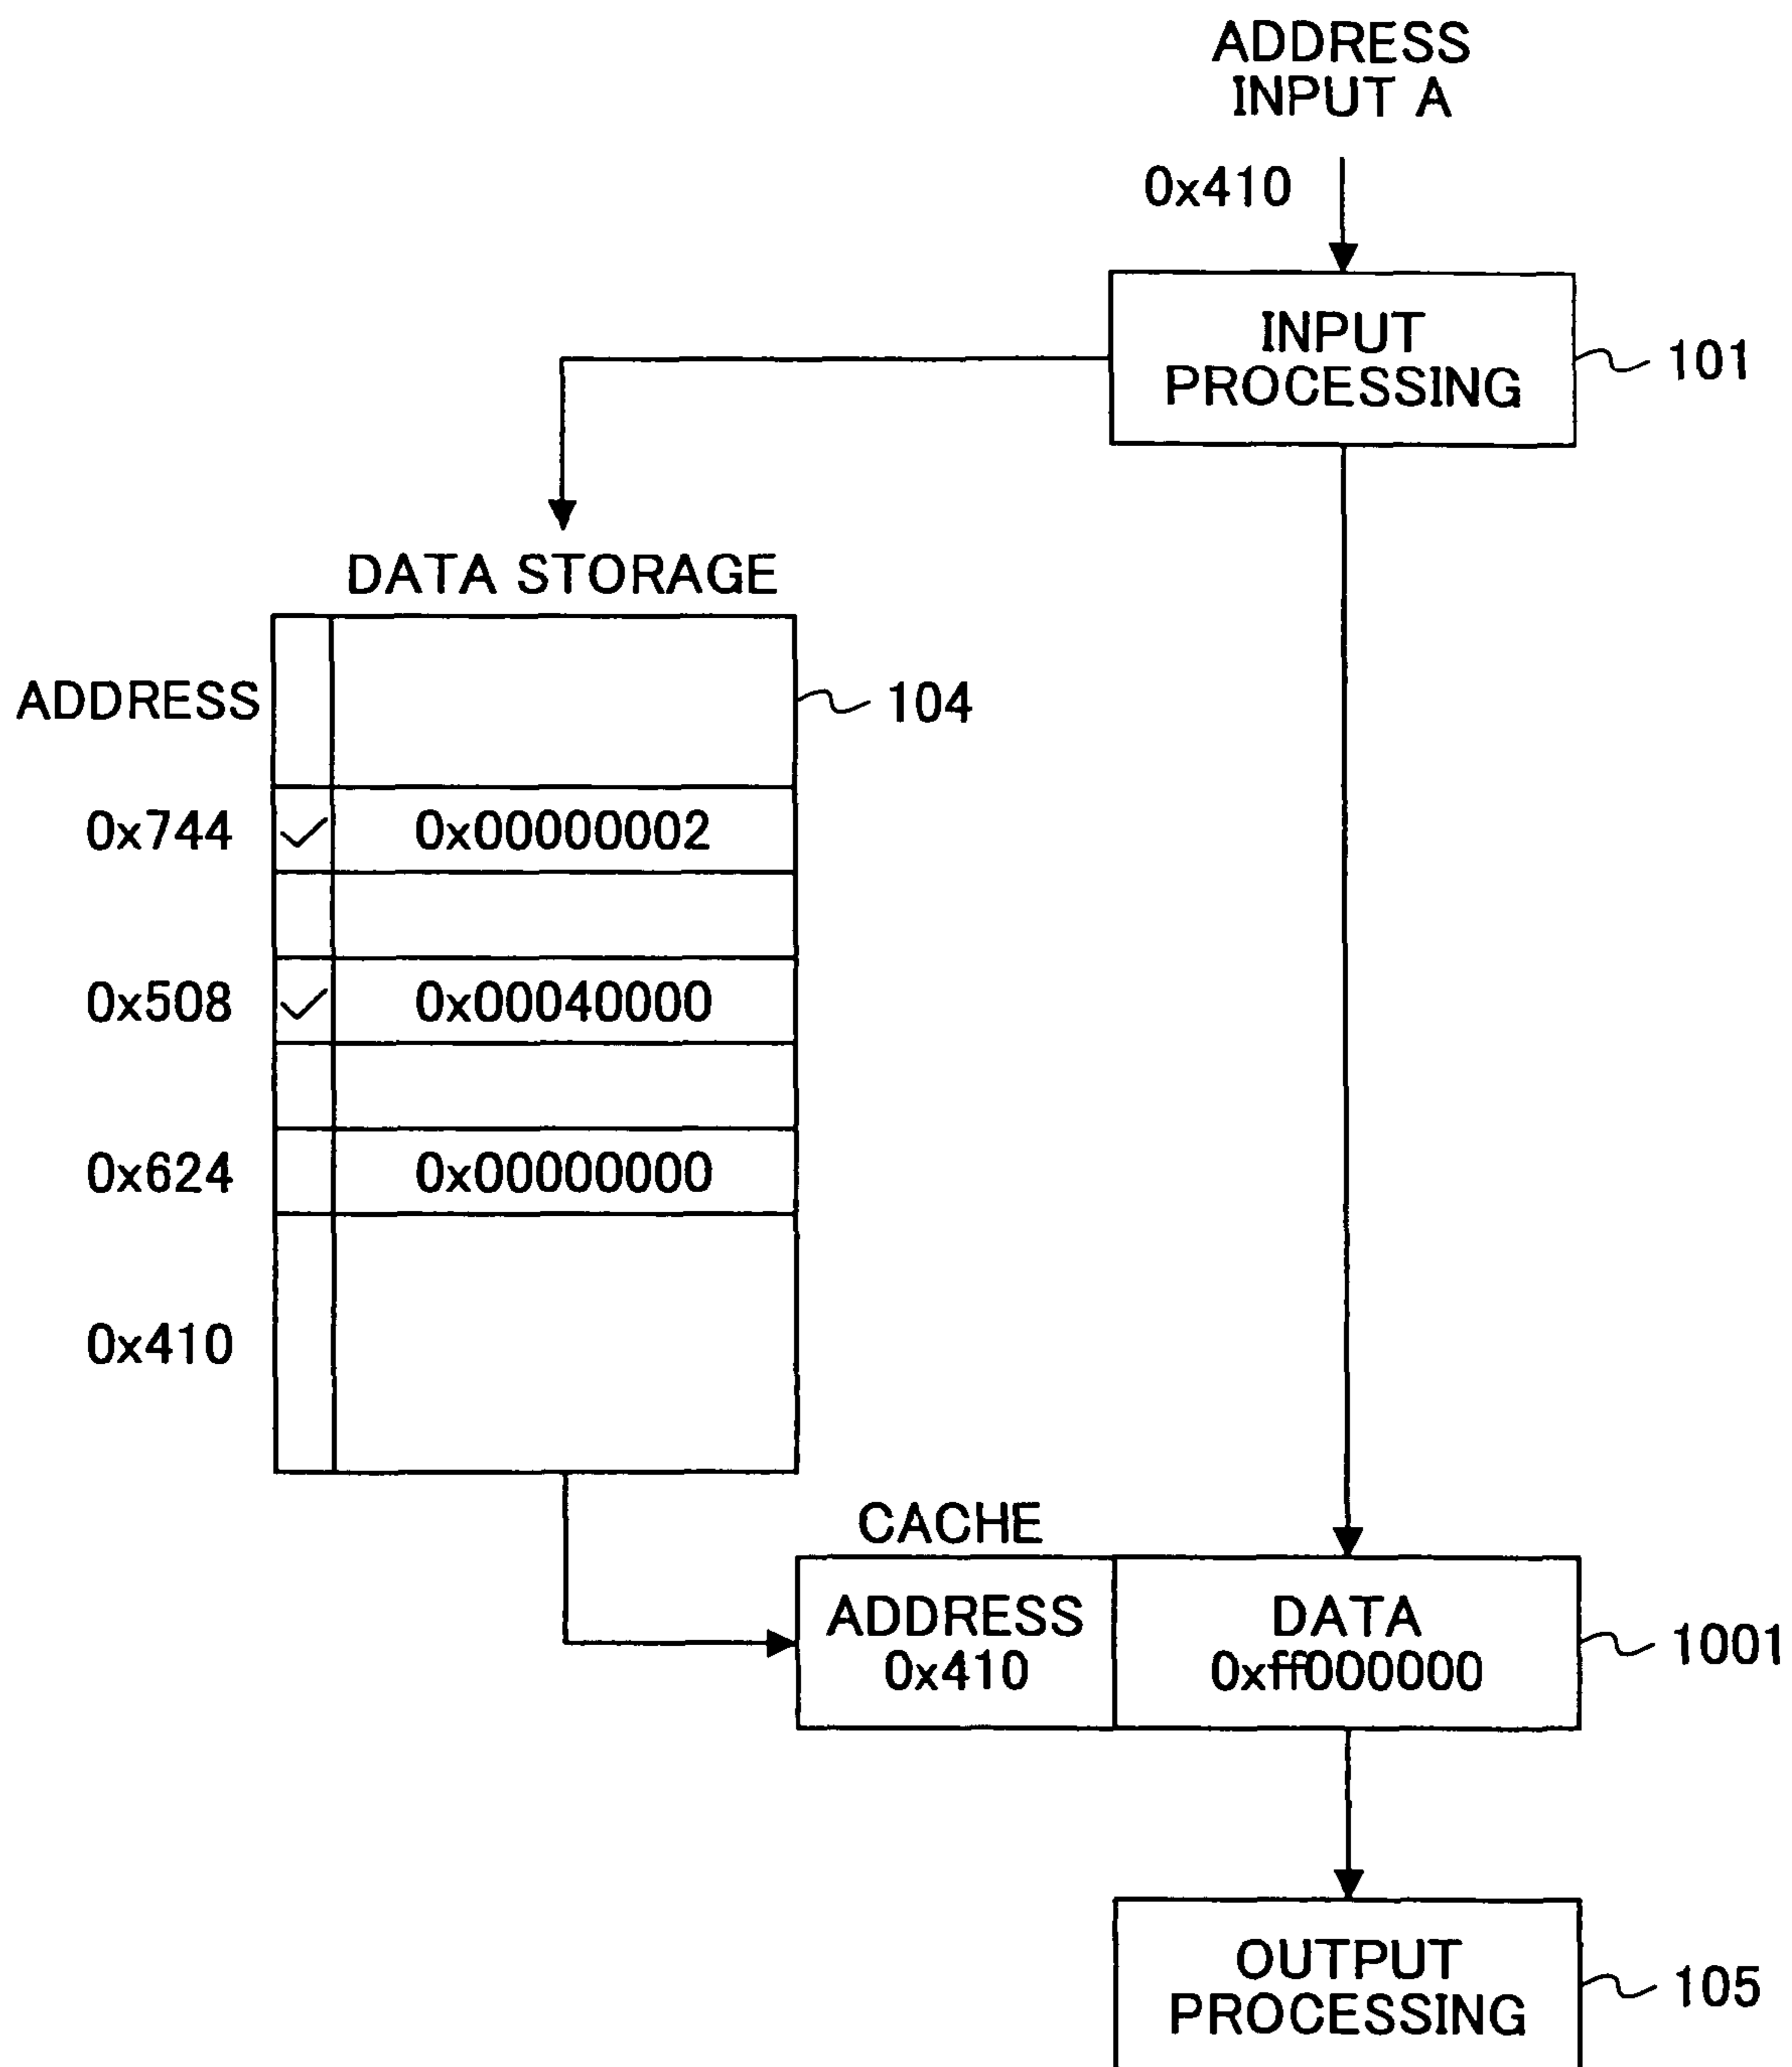 ADDRESS
INPUT A
0x410
INPUT
PROCESSING
101
DATA STORAGE
ADDRESS
104
0x744 0x00000002
0x508 0x00040000
0x624 0x00000000
0x410
CACHE
ADDRESS
0x410
DATA
0xff000000
1001
OUTPUT
PROCESSING
105